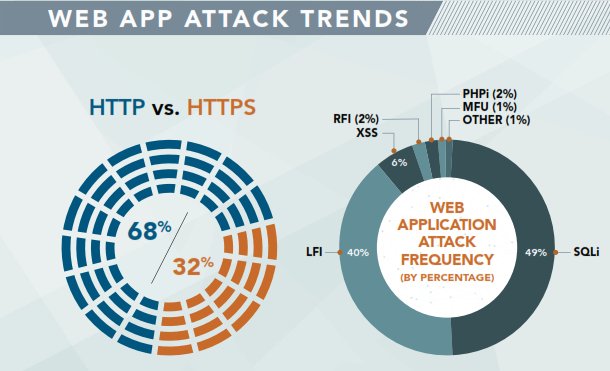 WEB APP ATTACK TRENDS
HTTP vs. HTTPS
68%
32%
PHPi (2%)
MFU (1%)
OTHER (1%)
RFI (2%)
XSS
6%
WEB
APPLICATION
ATTACK
FREQUENCY
(BY PERCENTAGE)
LFI
40%
49%
SQLi